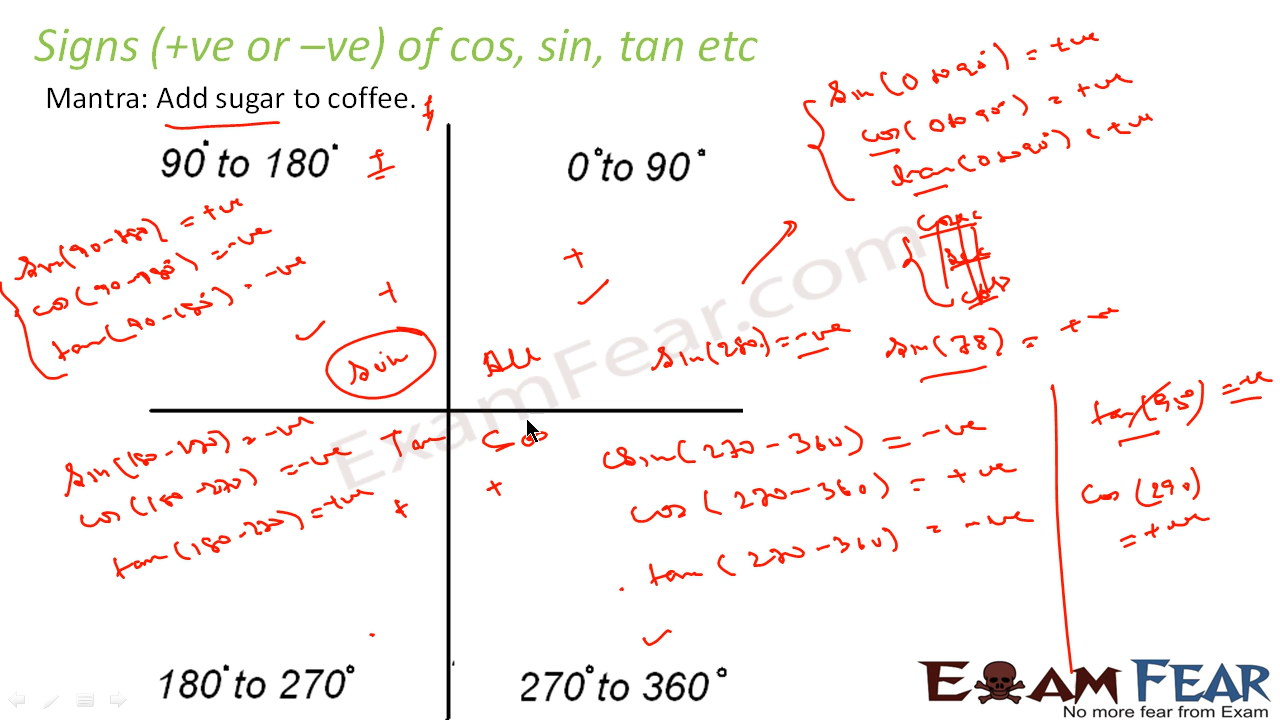 Signs (+ve or –ve) of cos, sin, tan etc
Mantra: Add sugar to coffee.
90° to 180°
0° to 90°
sin(0 to 90°) = +ve
cos(0 to 90°) = +ve
tan(0 to 90°) = +ve
cosec
sec
sin(90-180) = +ve
cos(90-180°) = -ve
tan(90-180°) = -ve
+
+
Sin
All
sin(280°) = -ve
sin(78) = +ve
tan(95°) = -ve
cos(290)
= +ve
Tan
Cos
+
+
sin(180-270) = -ve
cos(180-270) = -ve
tan(180-270) = +ve
sin(270-360) = -ve
cos(270-360) = +ve
tan(270-360) = -ve
180° to 270°
270° to 360°
ExamFear.com
EXAM FEAR
No more fear from Exam